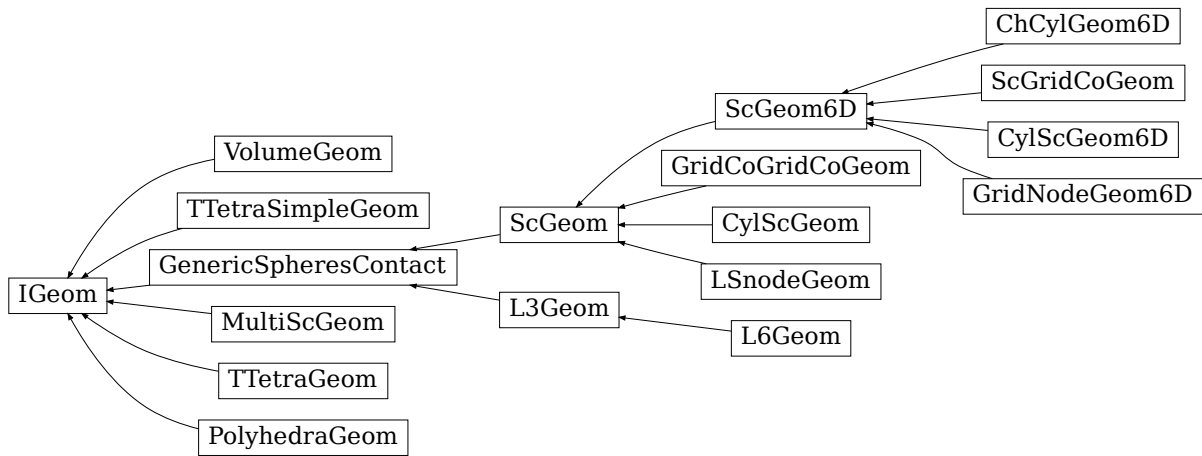 ChCylGeom6D
ScGridCoGeom
ScGeom6D
CylScGeom6D
VolumeGeom
GridCoGridCoGeom
GridNodeGeom6D
TTetraSimpleGeom
ScGeom
CylScGeom
GenericSpheresContact
LSnodeGeom
IGeom
L3Geom
MultiScGeom
L6Geom
TTetraGeom
PolyhedraGeom